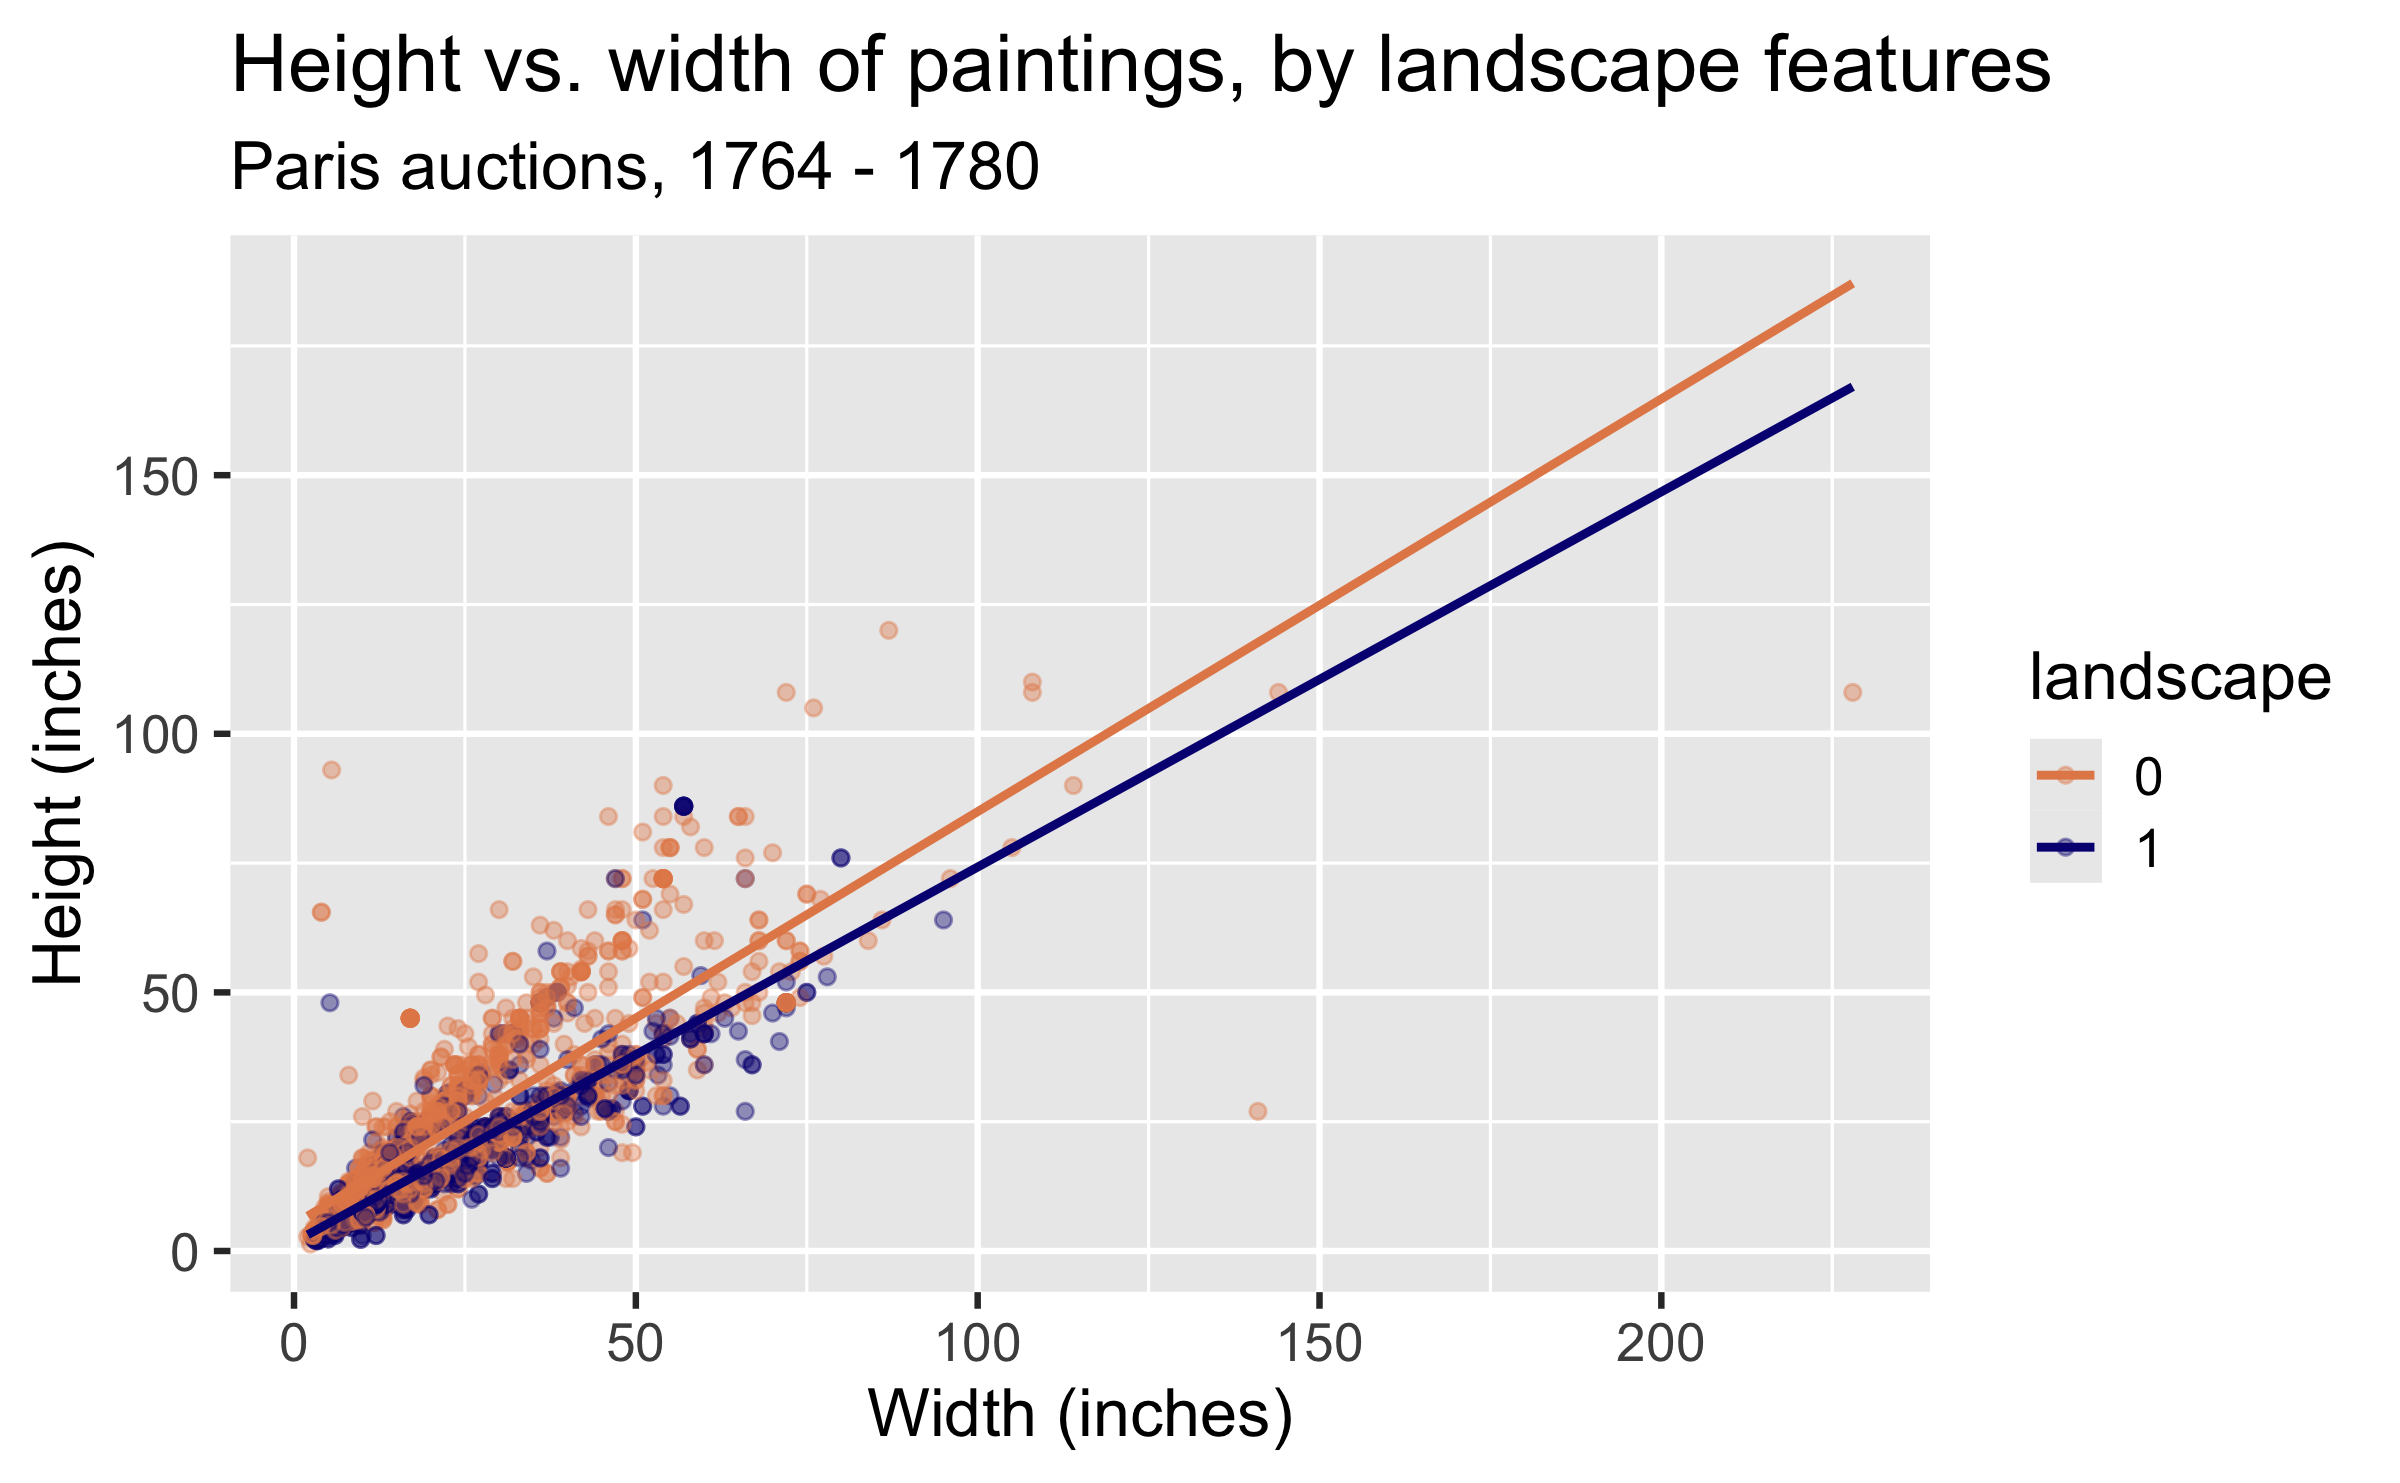 Height vs. width of paintings, by landscape features
Paris auctions, 1764 - 1780
150
100
50
0
Height (inches)
0 50 100 150 200
Width (inches)
landscape
0
1